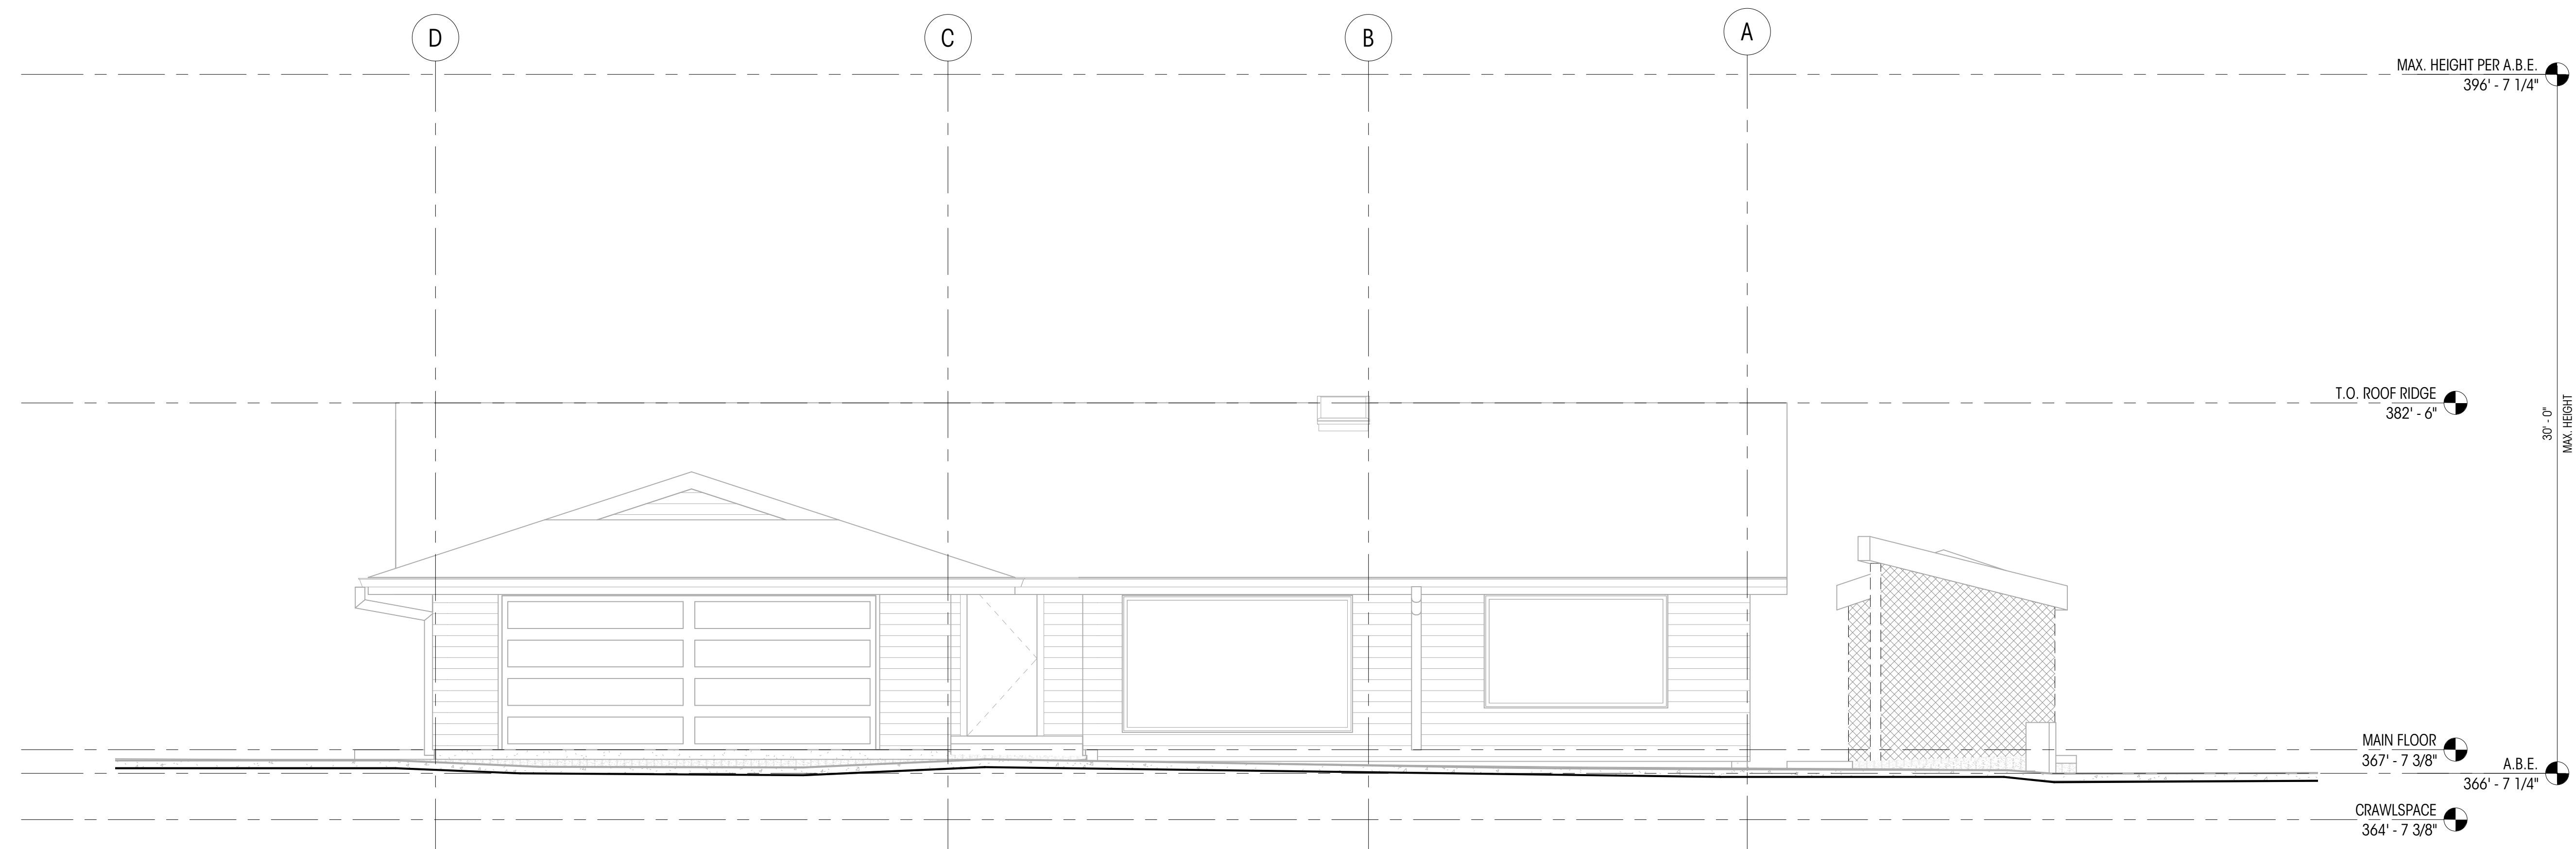 D
C
B
A
MAX. HEIGHT PER A.B.E.
396' - 7 1/4"
T.O. ROOF RIDGE
382' - 6"
30' - 0"
MAX. HEIGHT
MAIN FLOOR
367' - 7 3/8"
A.B.E.
366' - 7 1/4"
CRAWLSPACE
364' - 7 3/8"